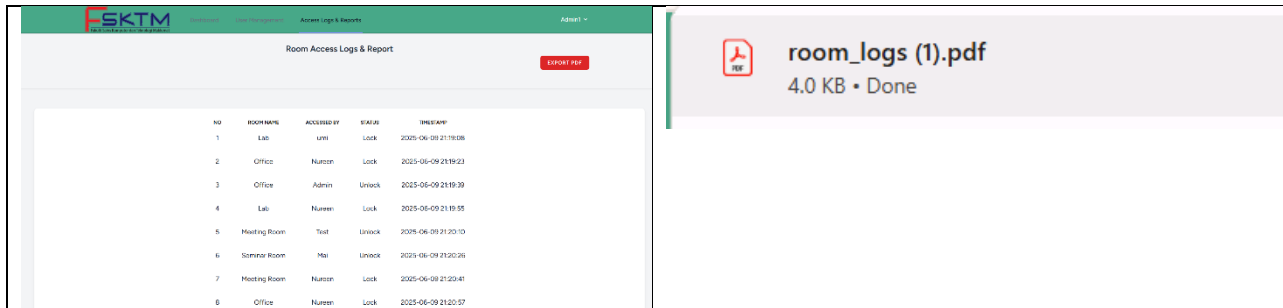 FSKTM
Dashboard User Management Access Logs & Reports Admin1
Room Access Logs & Report
EXPORT PDF
NO ROOM NAME ACCESSED BY STATUS TIMESTAMP
1 Lab umi Lock 2025-06-09 21:19:08
2 Office Nureen Lock 2025-06-09 21:19:23
3 Office Admin Unlock 2025-06-09 21:19:39
4 Lab Nureen Lock 2025-06-09 21:19:55
5 Meeting Room Test Unlock 2025-06-09 21:20:10
6 Seminar Room Mai Unlock 2025-06-09 21:20:26
7 Meeting Room Nureen Lock 2025-06-09 21:20:41
8 Office Nureen Lock 2025-06-09 21:20:57
PDF
room_logs (1).pdf
4.0 KB • Done